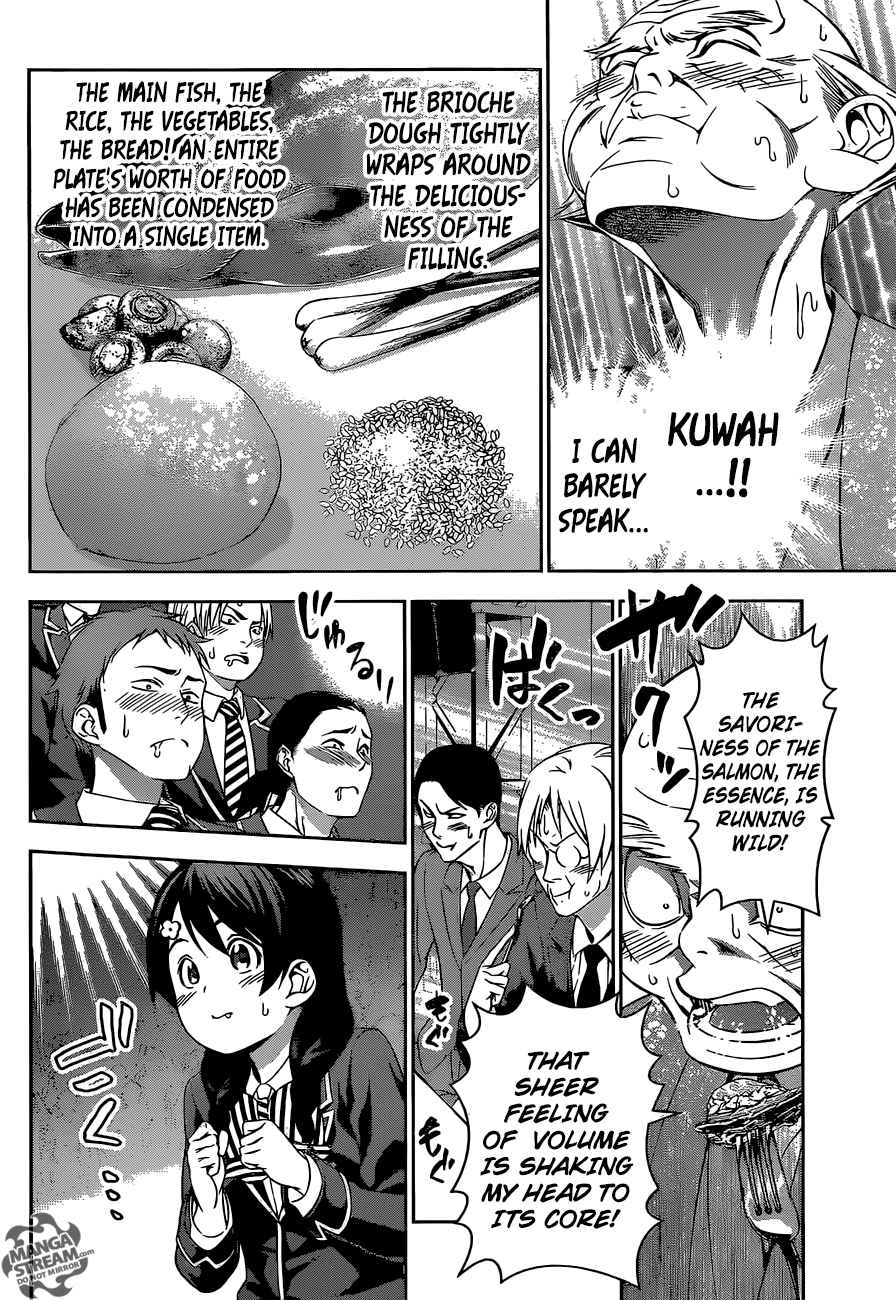 KUWAH
...!!
I CAN
BARELY
SPEAK...
THE BRIOCHE
DOUGH TIGHTLY
WRAPS AROUND
THE DELICIOUS-
NESS OF THE
FILLING.
THE MAIN FISH, THE
RICE, THE VEGETABLES,
THE BREAD! AN ENTIRE
PLATE'S WORTH OF FOOD
HAS BEEN CONDENSED
INTO A SINGLE ITEM.
THE
SAVORI-
NESS OF THE
SALMON, THE
ESSENCE, IS
RUNNING
WILD!
ザクッ
THAT
SHEER
FEELING
OF VOLUME
IS SHAKING
MY HEAD TO
ITS CORE!
ばくっ
もぐ
もぐ
じゅるり
MANGA
STREAM.com
DO NOT MIRROR!